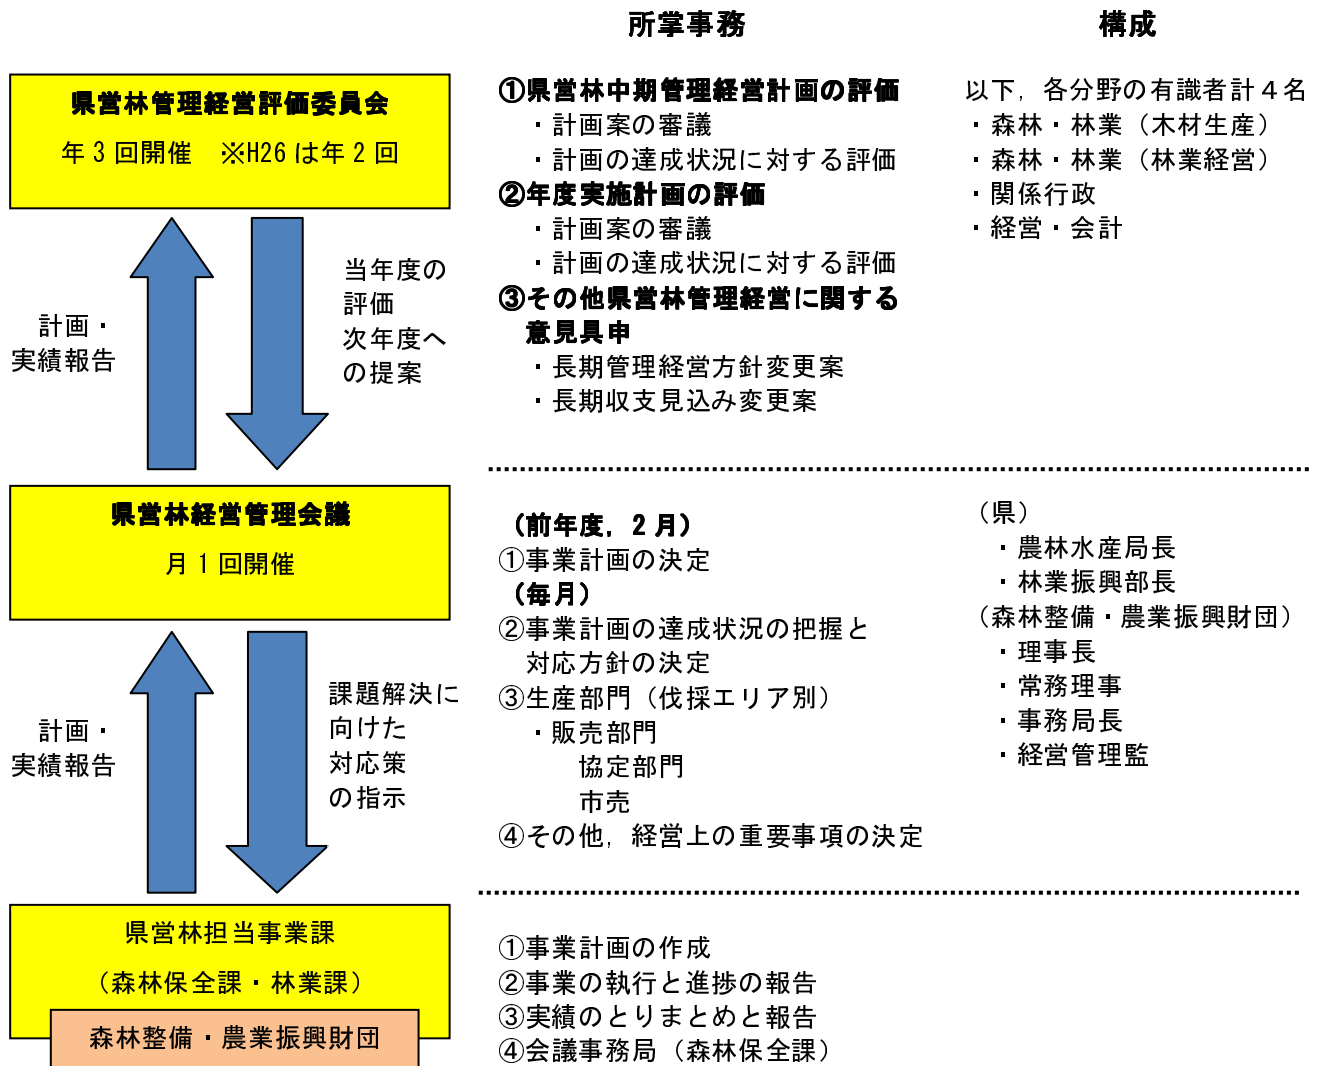 所掌事務
構成
県営林管理経営評価委員会
年3回開催　※H26は年2回
①県営林中期管理経営計画の評価
・計画案の審議
・計画の達成状況に対する評価
②年度実施計画の評価
・計画案の審議
・計画の達成状況に対する評価
③その他県営林管理経営に関する
意見具申
・長期管理経営方針変更案
・長期収支見込み変更案
以下，各分野の有識者計４名
・森林・林業（木材生産）
・森林・林業（林業経営）
・関係行政
・経営・会計
計画・
実績報告
当年度の
評価
次年度へ
の提案
県営林経営管理会議
月1回開催
（前年度，2月）
①事業計画の決定
（毎月）
②事業計画の達成状況の把握と
対応方針の決定
③生産部門（伐採エリア別）
・販売部門
協定部門
市売
④その他，経営上の重要事項の決定
（県）
・農林水産局長
・林業振興部長
（森林整備・農業振興財団）
・理事長
・常務理事
・事務局長
・経営管理監
計画・
実績報告
課題解決に
向けた
対応策
の指示
県営林担当事業課
（森林保全課・林業課）
森林整備・農業振興財団
①事業計画の作成
②事業の執行と進捗の報告
③実績のとりまとめと報告
④会議事務局（森林保全課）